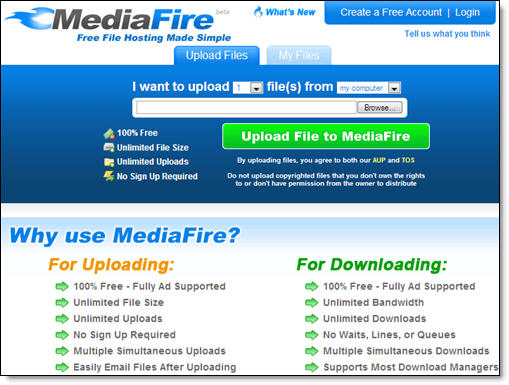 MediaFire beta
Free File Hosting Made Simple
What's New
Create a Free Account | Login
Tell us what you think
Upload Files
My Files
I want to upload 1 file(s) from my computer
Browse...
100% Free
Unlimited File Size
Unlimited Uploads
No Sign Up Required
Upload File to MediaFire
By uploading files, you agree to both our AUP and TOS
Do not upload copyrighted files that you don't own the rights
to or don't have permission from the owner to distribute
Why use MediaFire?
For Uploading:
100% Free - Fully Ad Supported
Unlimited File Size
Unlimited Uploads
No Sign Up Required
Multiple Simultaneous Uploads
Easily Email Files After Uploading
For Downloading:
100% Free - Fully Ad Supported
Unlimited Bandwidth
Unlimited Downloads
No Waits, Lines, or Queues
Multiple Simultaneous Downloads
Supports Most Download Managers